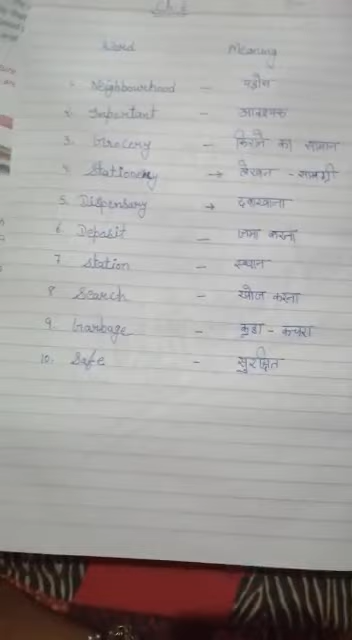 Word Meaning
1. Neighbourhood - पड़ोस
2. Important - आवश्यक
3. Grocery - किराने का सामान
4. Stationery → लेखन - सामग्री
5. Dispensary → दवाखाना
6. Deposit - जमा करना
7. Station - स्थान
8. Search - खोज करना
9. Garbage - कूड़ा - कचरा
10. Safe - सुरक्षित